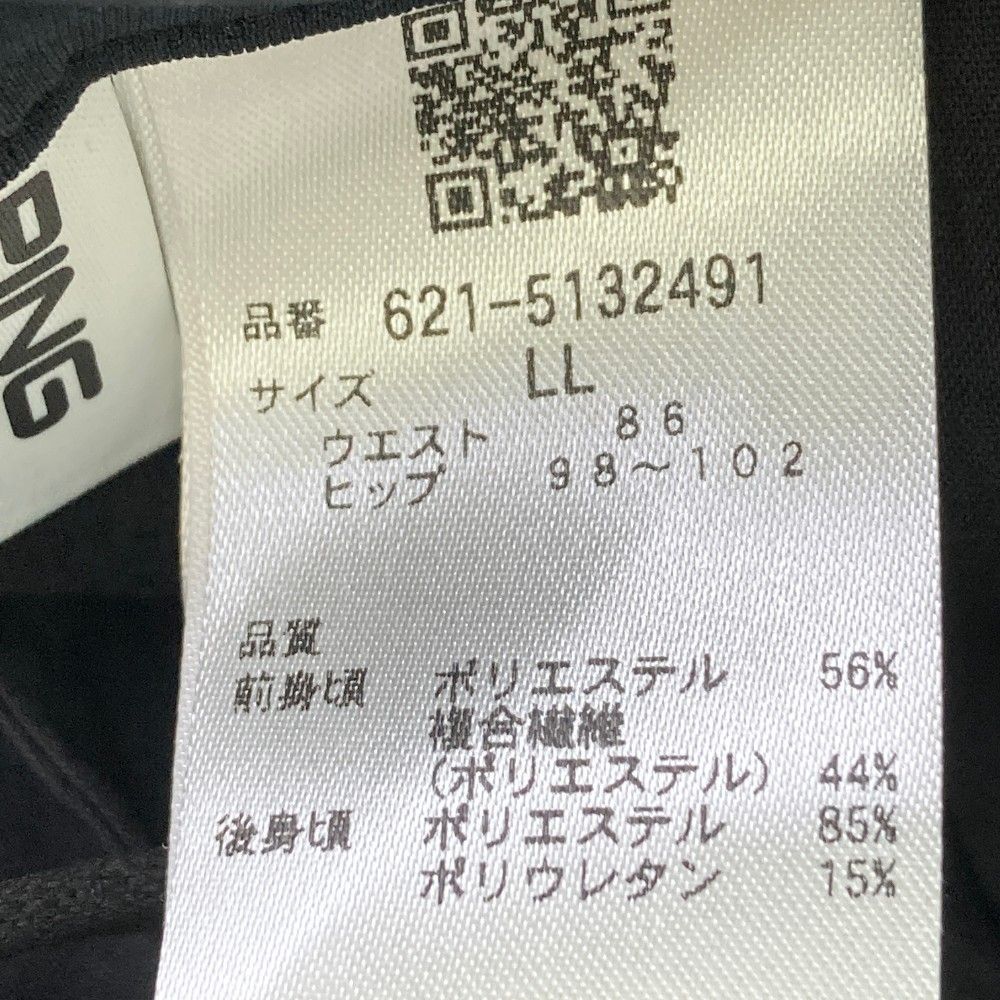 PING
品番 621-5132491
サイズ LL
ウエスト 86
ヒップ 98~102
品質
前身頃 ポリエステル 56%
複合繊維
(ポリエステル) 44%
後身頃 ポリエステル 85%
ポリウレタン 15%